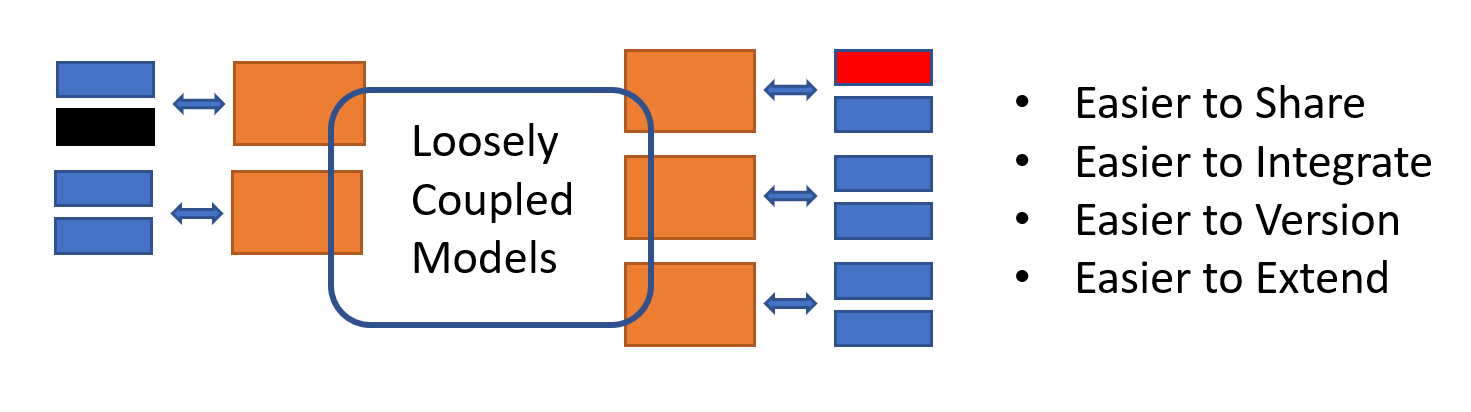 Loosely
Coupled
Models
• Easier to Share
• Easier to Integrate
• Easier to Version
• Easier to Extend